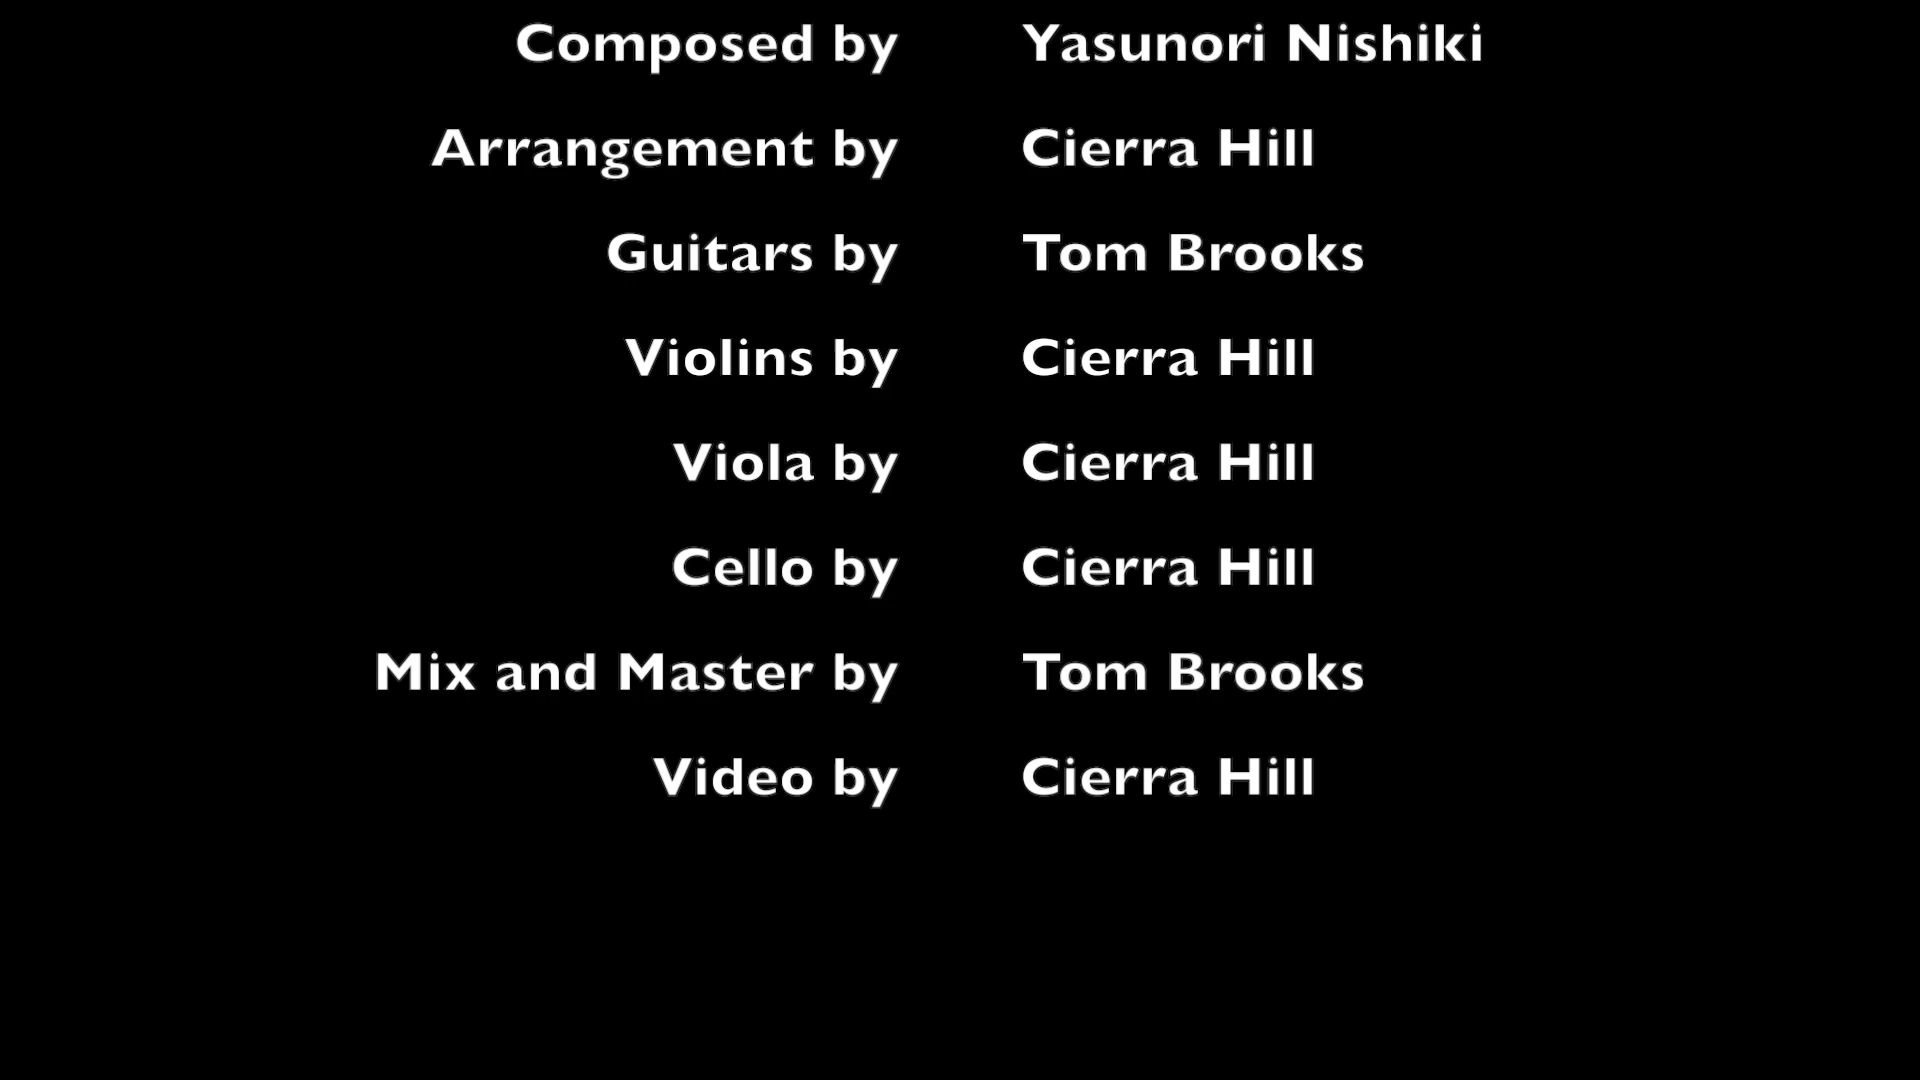 Composed by Yasunori Nishiki
Arrangement by Cierra Hill
Guitars by Tom Brooks
Violins by Cierra Hill
Viola by Cierra Hill
Cello by Cierra Hill
Mix and Master by Tom Brooks
Video by Cierra Hill